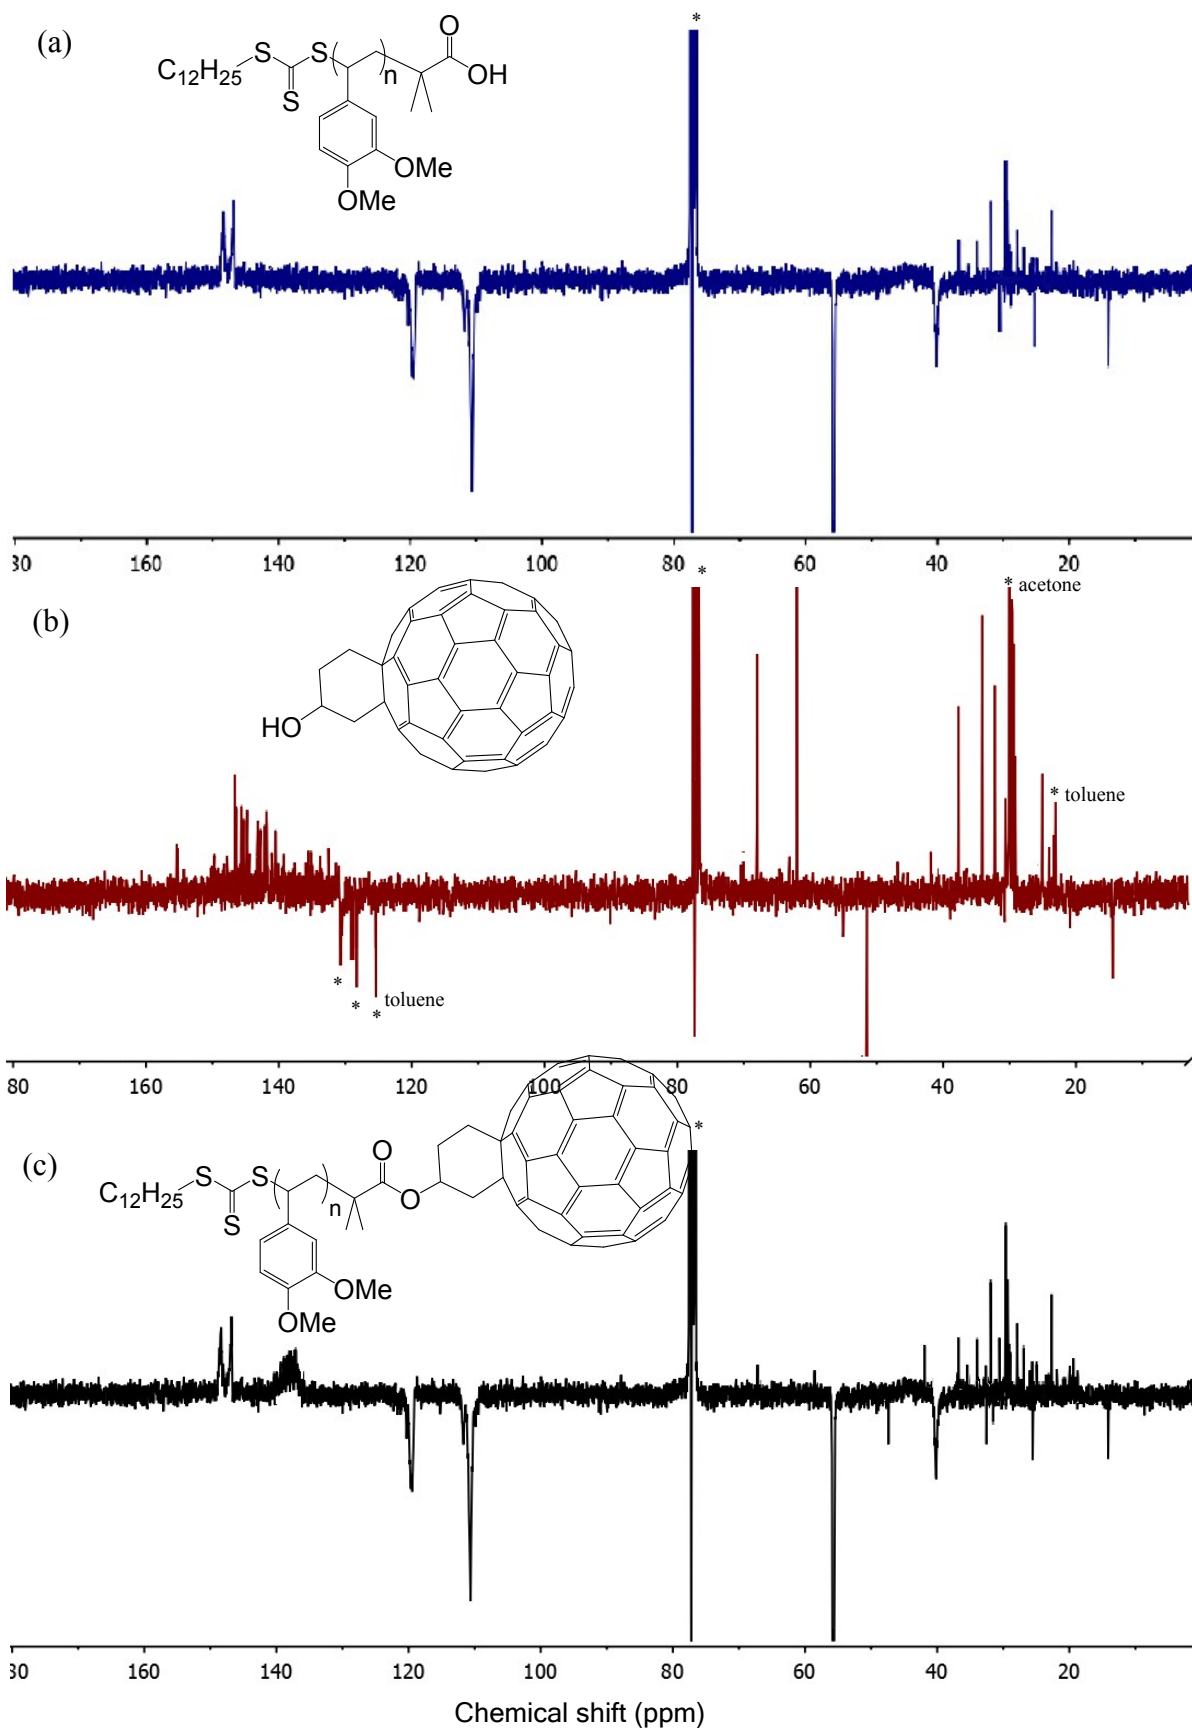 (a)
O
S S
C12H25 n OH
S
OMe
OMe
*
30 160 140 120 100 80 60 40 20
(b)
HO
*
* acetone
* toluene
* * * toluene
80 160 140 120 100 80 60 40 20
(c)
O
S S
C12H25 n O
S
OMe
OMe
*
30 160 140 120 100 80 60 40 20
Chemical shift (ppm)